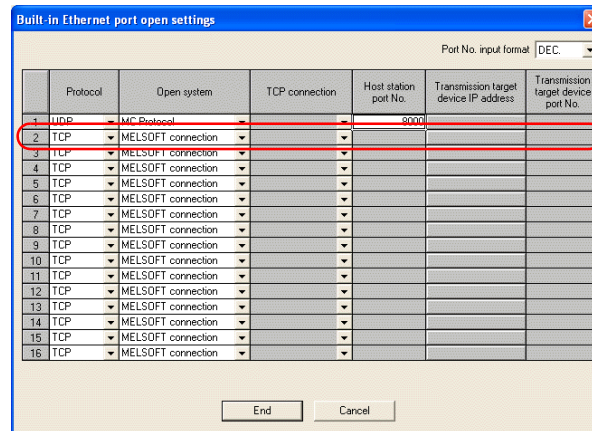 Built-in Ethernet port open settings
Port No. input format DEC.
Protocol Open system TCP connection Host station port No. Transmission target device IP address Transmission target device port No.
1 UDP MC Protocol 8000
2 TCP MELSOFT connection
3 TCP MELSOFT connection
4 TCP MELSOFT connection
5 TCP MELSOFT connection
6 TCP MELSOFT connection
7 TCP MELSOFT connection
8 TCP MELSOFT connection
9 TCP MELSOFT connection
10 TCP MELSOFT connection
11 TCP MELSOFT connection
12 TCP MELSOFT connection
13 TCP MELSOFT connection
14 TCP MELSOFT connection
15 TCP MELSOFT connection
16 TCP MELSOFT connection
End Cancel